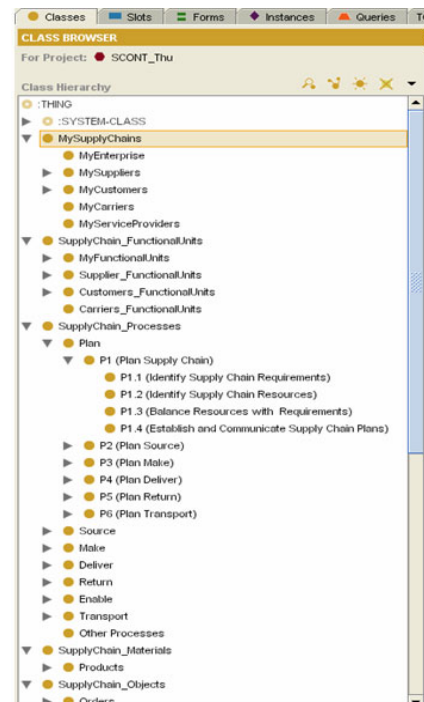 Classes Slots Forms Instances Queries
CLASS BROWSER
For Project: SCONT_Thu
Class Hierarchy
:THING
:SYSTEM-CLASS
MySupplyChains
MyEnterprise
MySuppliers
MyCustomers
MyCarriers
MyServiceProviders
SupplyChain_FunctionalUnits
MyFunctionalUnits
Supplier_FunctionalUnits
Customers_FunctionalUnits
Carriers_FunctionalUnits
SupplyChain_Processes
Plan
P1 (Plan Supply Chain)
P1.1 (Identify Supply Chain Requirements)
P1.2 (Identify Supply Chain Resources)
P1.3 (Balance Resources with Requirements)
P1.4 (Establish and Communicate Supply Chain Plans)
P2 (Plan Source)
P3 (Plan Make)
P4 (Plan Deliver)
P5 (Plan Return)
P6 (Plan Transport)
Source
Make
Deliver
Return
Enable
Transport
Other Processes
SupplyChain_Materials
Products
SupplyChain_Objects
Orders